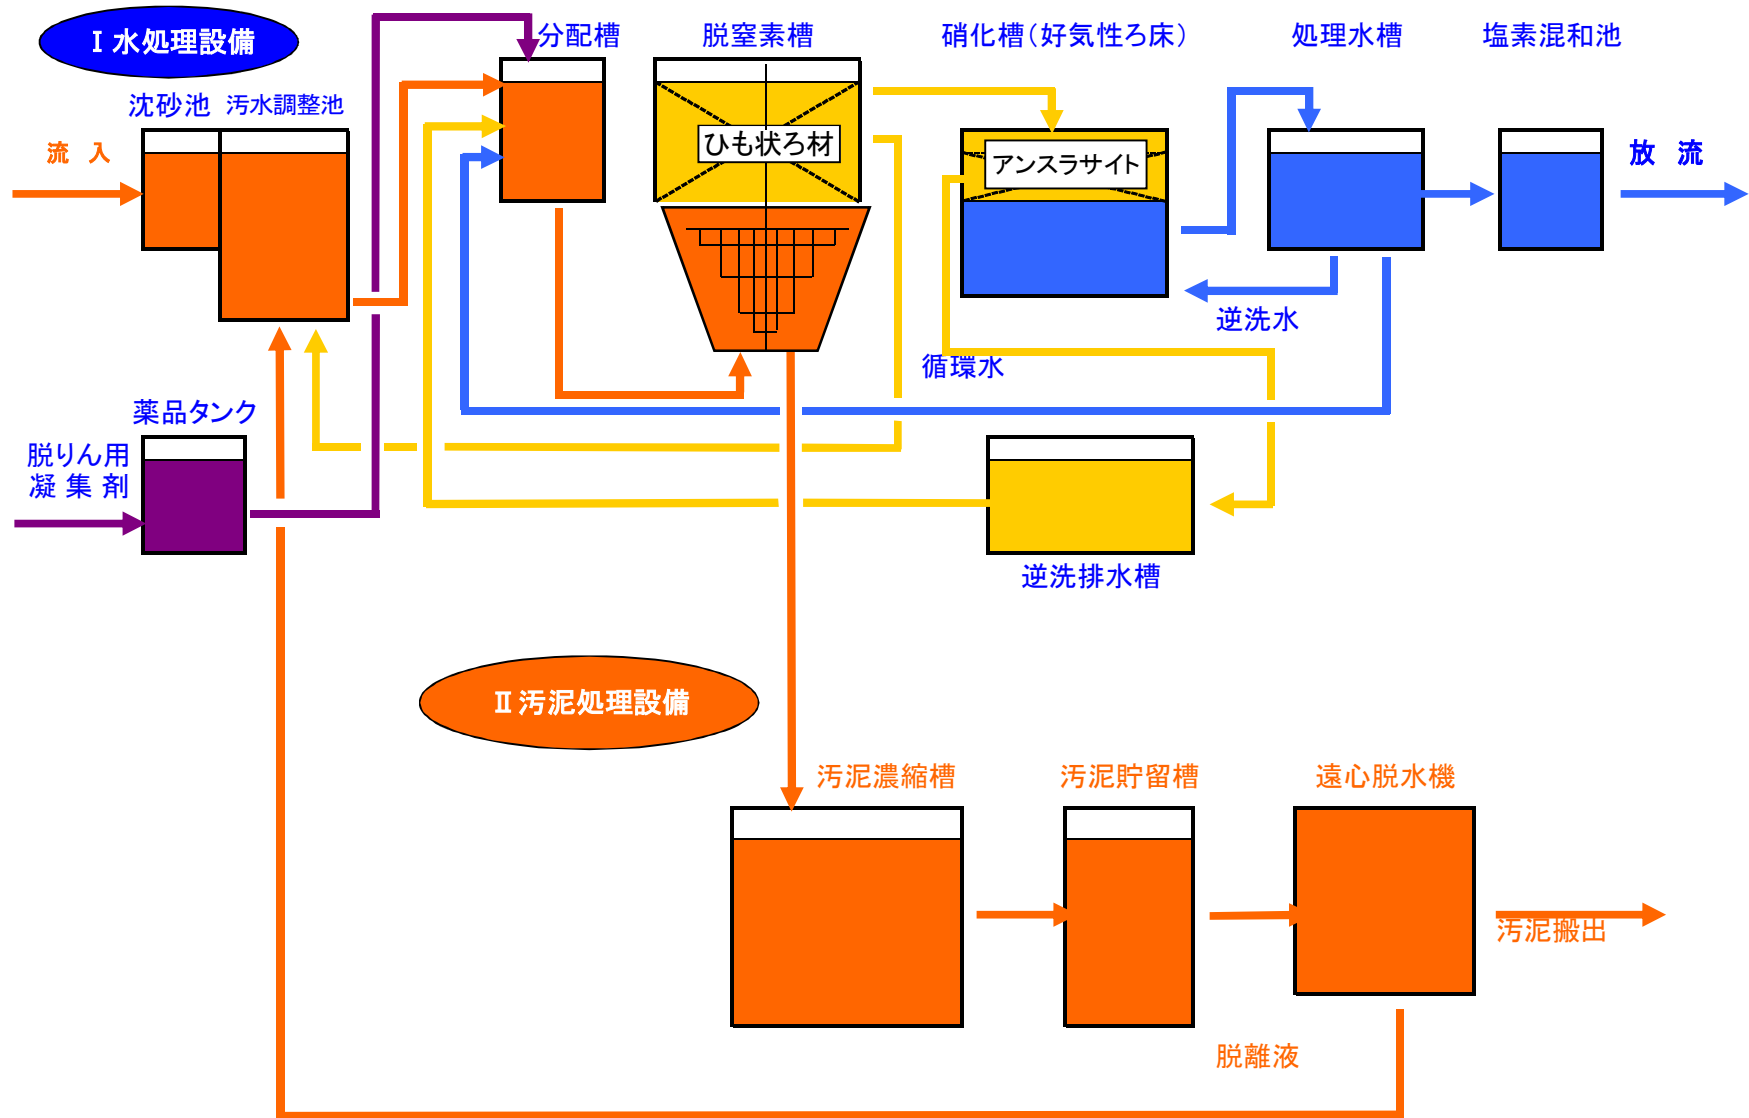 Ⅰ水処理設備
分配槽
脱窒素槽
硝化槽（好気性ろ床）
処理水槽
塩素混和池
沈砂池
汚水調整池
流　入
ひも状ろ材
アンスラサイト
放　流
逆洗水
循環水
薬品タンク
脱りん用
凝 集 剤
逆洗排水槽
Ⅱ汚泥処理設備
汚泥濃縮槽
汚泥貯留槽
遠心脱水機
汚泥搬出
脱離液